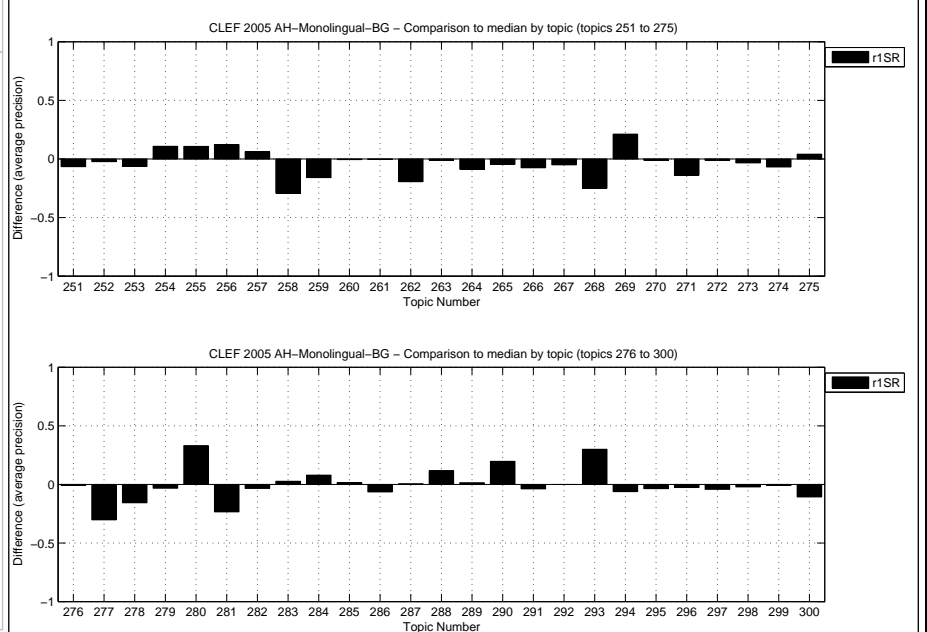 CLEF 2005 AH−Monolingual−BG − Comparison to median by topic (topics 251 to 275)
1
0.5
0
−0.5
−1
Difference (average precision)
r1SR
251 252 253 254 255 256 257 258 259 260 261 262 263 264 265 266 267 268 269 270 271 272 273 274 275
Topic Number
CLEF 2005 AH−Monolingual−BG − Comparison to median by topic (topics 276 to 300)
1
0.5
0
−0.5
−1
Difference (average precision)
r1SR
276 277 278 279 280 281 282 283 284 285 286 287 288 289 290 291 292 293 294 295 296 297 298 299 300
Topic Number